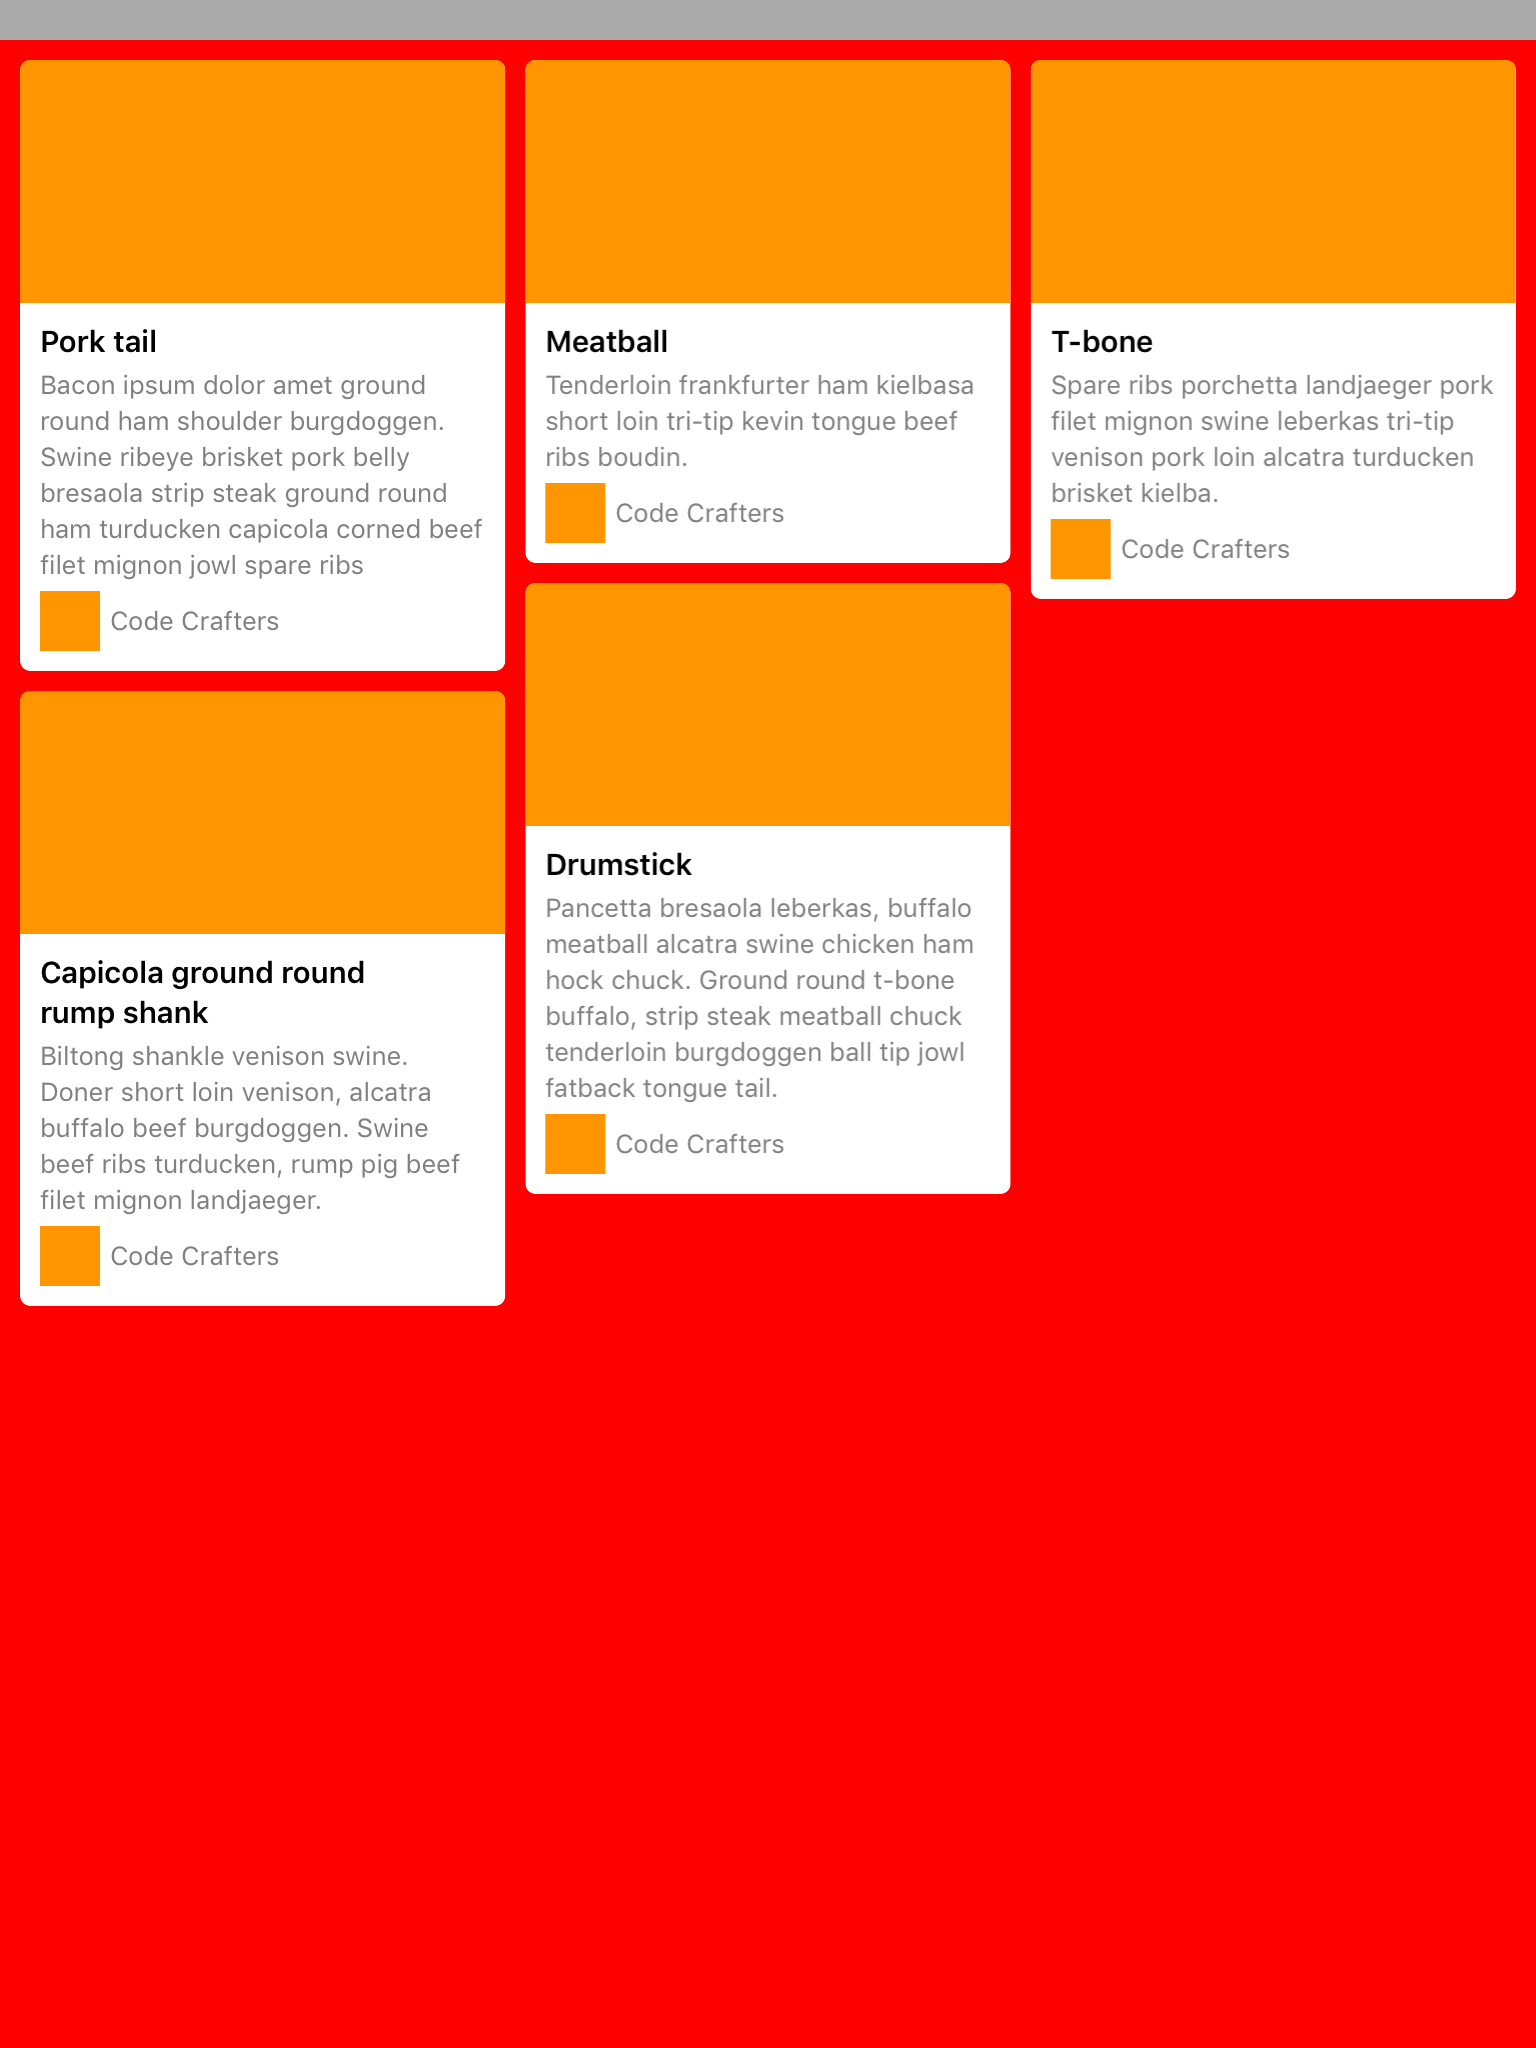 Pork tail
Bacon ipsum dolor amet ground
round ham shoulder burgdoggen.
Swine ribeye brisket pork belly
bresaola strip steak ground round
ham turducken capicola corned beef
filet mignon jowl spare ribs
Code Crafters
Capicola ground round
rump shank
Biltong shankle venison swine.
Doner short loin venison, alcatra
buffalo beef burgdoggen. Swine
beef ribs turducken, rump pig beef
filet mignon landjaeger.
Code Crafters
Meatball
Tenderloin frankfurter ham kielbasa
short loin tri-tip kevin tongue beef
ribs boudin.
Code Crafters
Drumstick
Pancetta bresaola leberkas, buffalo
meatball alcatra swine chicken ham
hock chuck. Ground round t-bone
buffalo, strip steak meatball chuck
tenderloin burgdoggen ball tip jowl
fatback tongue tail.
Code Crafters
T-bone
Spare ribs porchetta landjaeger pork
filet mignon swine leberkas tri-tip
venison pork loin alcatra turducken
brisket kielba.
Code Crafters